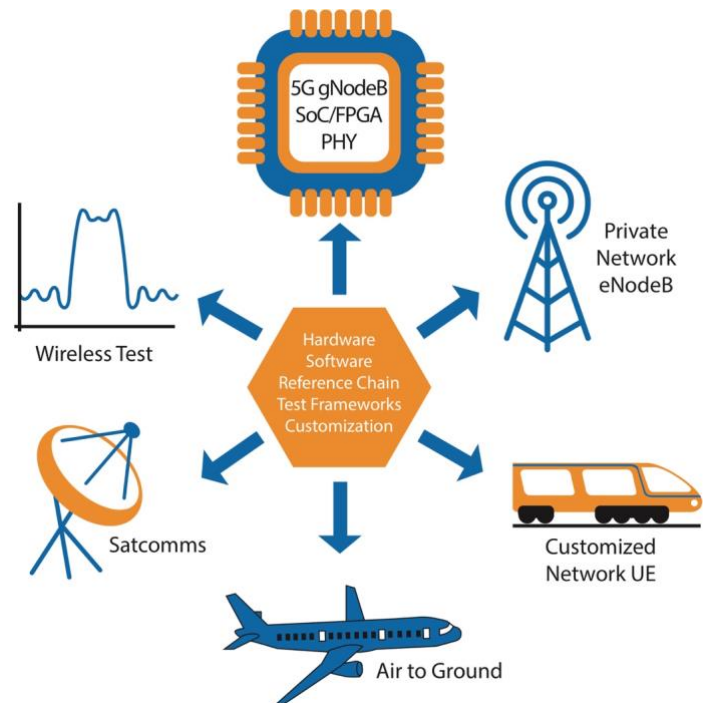 5G gNodeB
SoC/FPGA
PHY
Private
Network
eNodeB
Wireless Test
Hardware
Software
Reference Chain
Test Frameworks
Customization
Satcomms
Customized
Network UE
Air to Ground